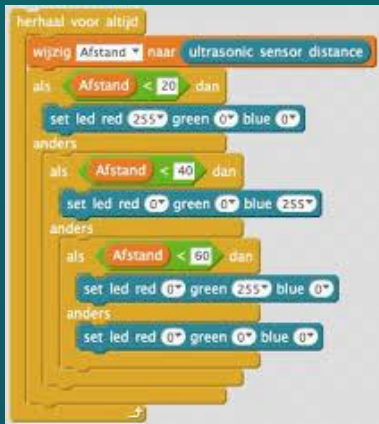 herhaal voor altijd
wijzig Afstand naar ultrasonic sensor distance
als Afstand < 20 dan
set led red 255 green 0 blue 0
anders
als Afstand < 40 dan
set led red 0 green 0 blue 255
anders
als Afstand < 60 dan
set led red 0 green 255 blue 0
anders
set led red 0 green 0 blue 0